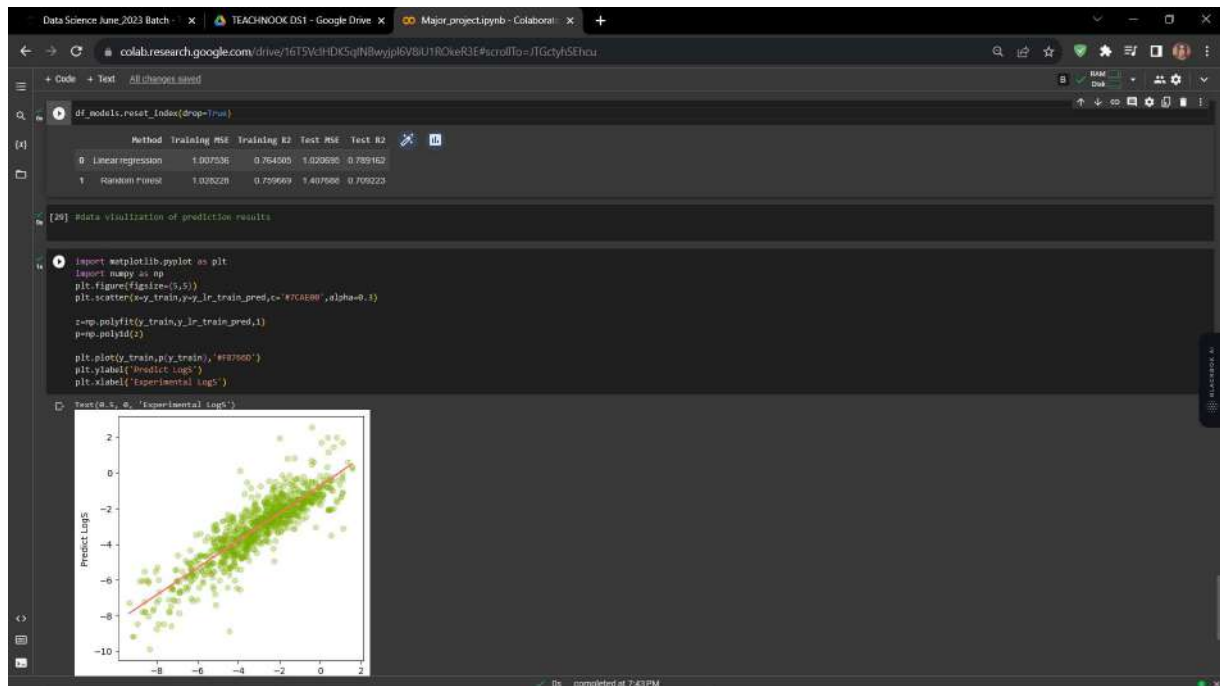 Data Science June_2023 Batch -
TEACHNOOK DS1 - Google Drive
Major_project.ipynb - Colaborat
colab.research.google.com/drive/
+ Code + Text All changes saved
B RAM Disk
df_models.reset_index(drop=True)
Method Training MSE Training R2 Test MSE Test R2
0 Linear regression 1.007536 0.764505 1.020695 0.789162
1 Random Forest 1.028228 0.759669 1.407688 0.709223
{x}
[29] #data visulization of prediction results
import matplotlib.pyplot as plt
import numpy as np
plt.figure(figsize=(5,5))
plt.scatter(x=y_train,y=y_lr_train_pred,c='#7CAE00',alpha=0.3)
z=np.polyfit(y_train,y_lr_train_pred,1)
p=np.poly1d(z)
plt.plot(y_train,p(y_train),'#F8766D')
plt.ylabel('Predict LogS')
plt.xlabel('Experimental LogS')
Text(0.5, 0, 'Experimental LogS')
2
0
−2
−4
−6
−8
−10
Predict LogS
−8 −6 −4 −2 0 2
BLACKBOX AI
0s completed at 7:43 PM